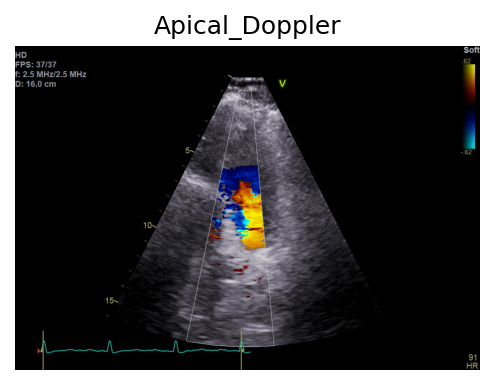 Apical_Doppler
HD
FPS: 37/37
f: 2.5 MHz/2.5 MHz
D: 16.0 cm
Soft
.62
V
-.62
5
10
15
91
HR